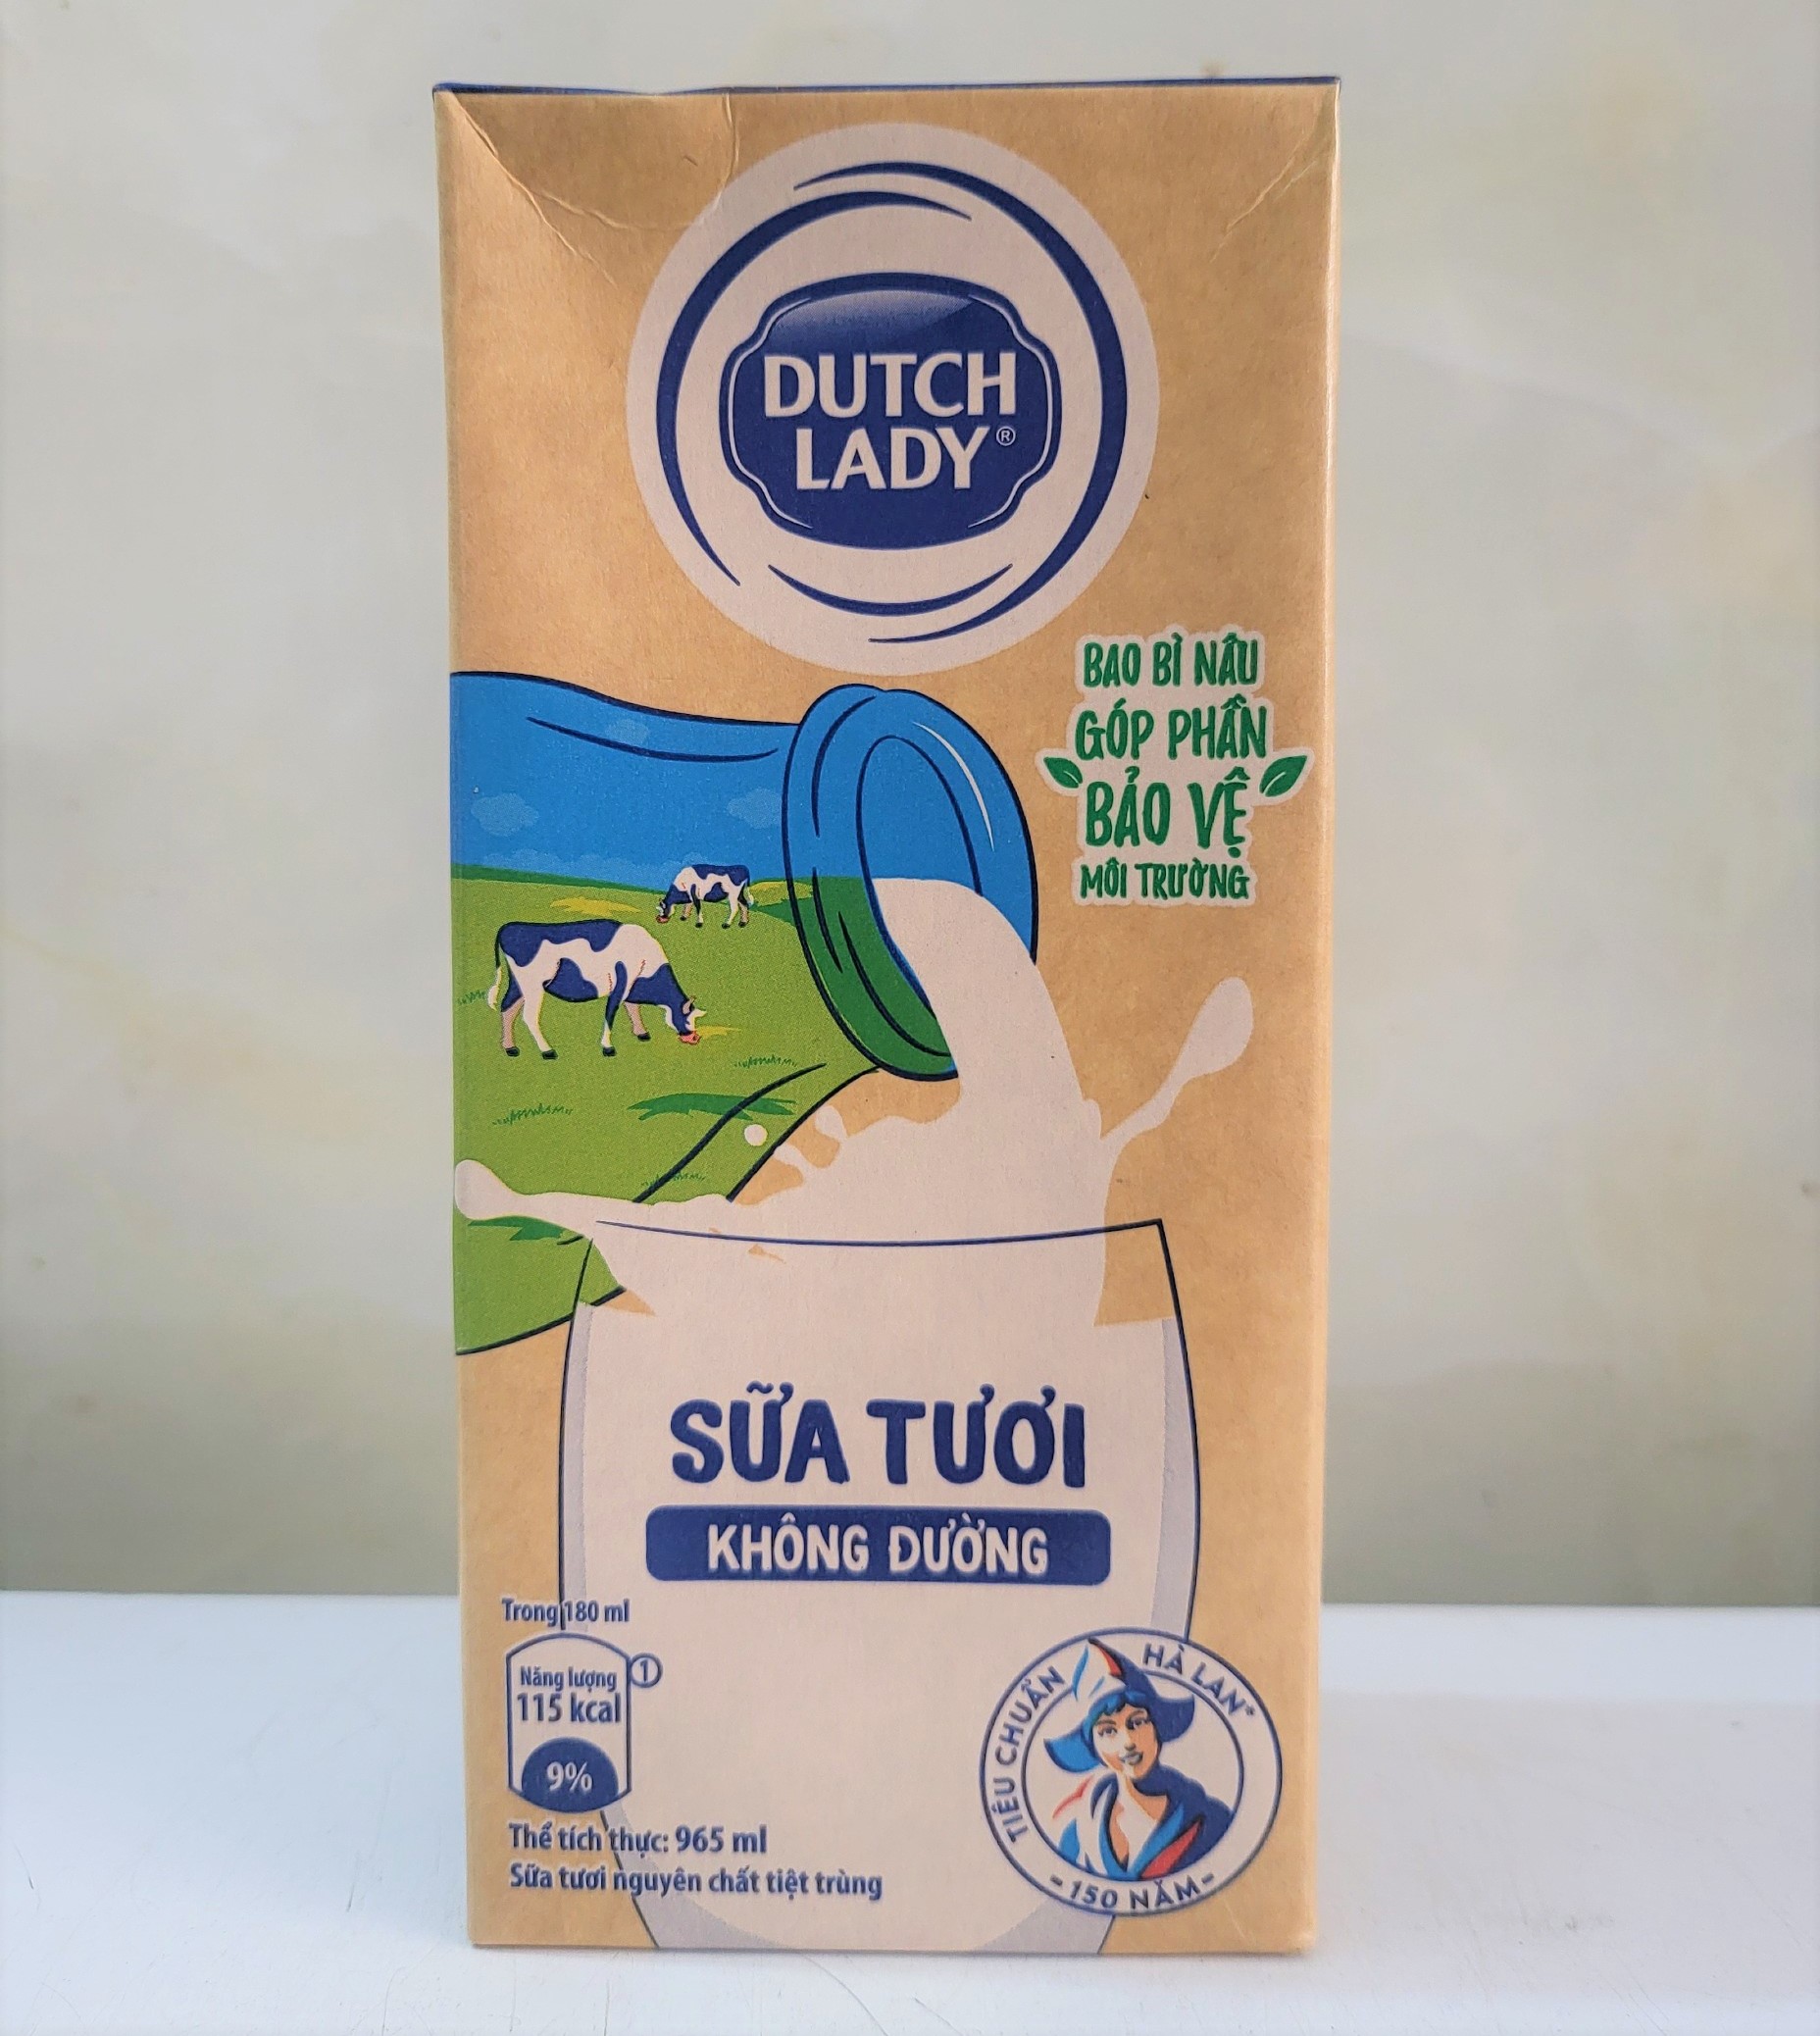 DUTCH
LADY®
BAO BÌ NÂU
GÓP PHẦN
BẢO VỆ
MÔI TRƯỜNG
SỮA TƯƠI
KHÔNG ĐƯỜNG
Trong 180 ml
Năng lượng 1
115 kcal
9%
Thể tích thực: 965 ml
Sữa tươi nguyên chất tiệt trùng
TIÊU CHUẨN HÀ LAN*
- 150 NĂM -